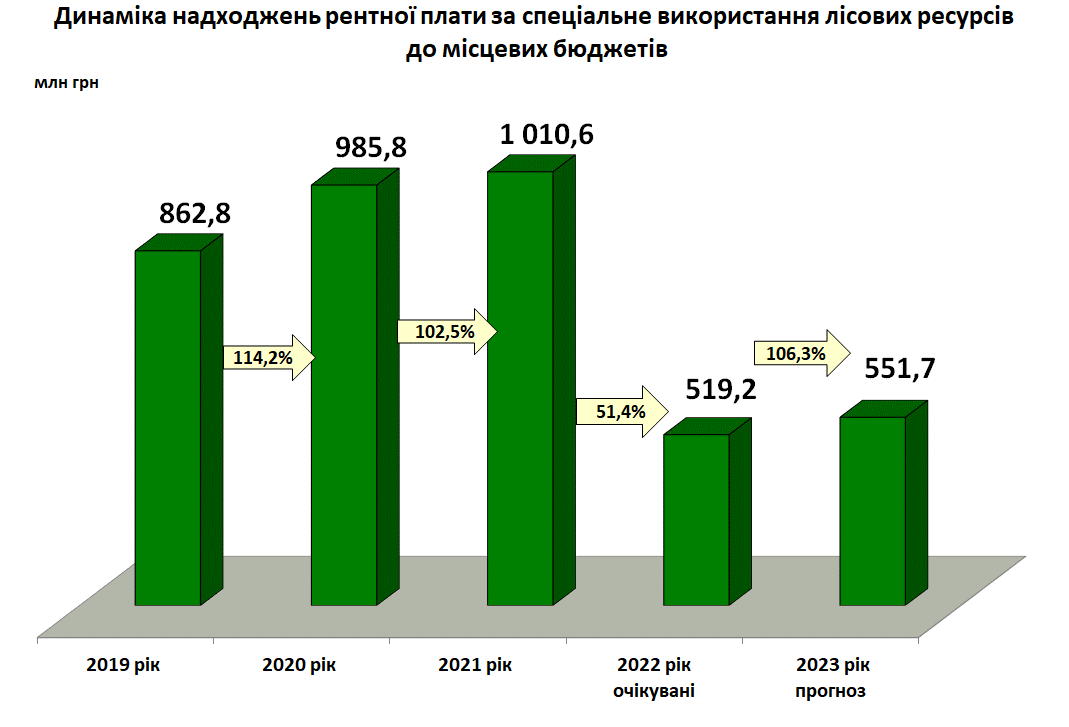 Динаміка надходжень рентної плати за спеціальне використання лісових ресурсів
до місцевих бюджетів
млн грн
862,8
985,8
1 010,6
519,2
551,7
114,2%
102,5%
51,4%
106,3%
2019 рік
2020 рік
2021 рік
2022 рік
очікувані
2023 рік
прогноз